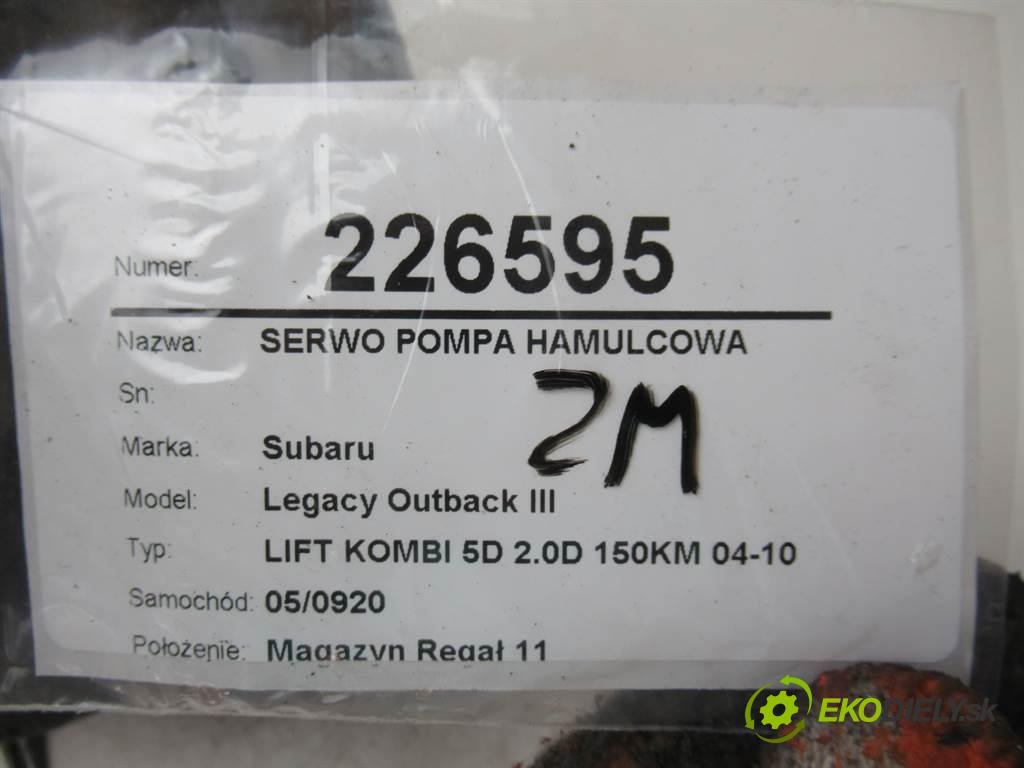 Numer: 226595
Nazwa: SERWO POMPA HAMULCOWA
Sn:
ZM
Marka: Subaru
Model: Legacy Outback III
Typ: LIFT KOMBI 5D 2.0D 150KM 04-10
Samochód: 05/0920
Położenie: Magazyn Regał 11
EKODIELY.sk